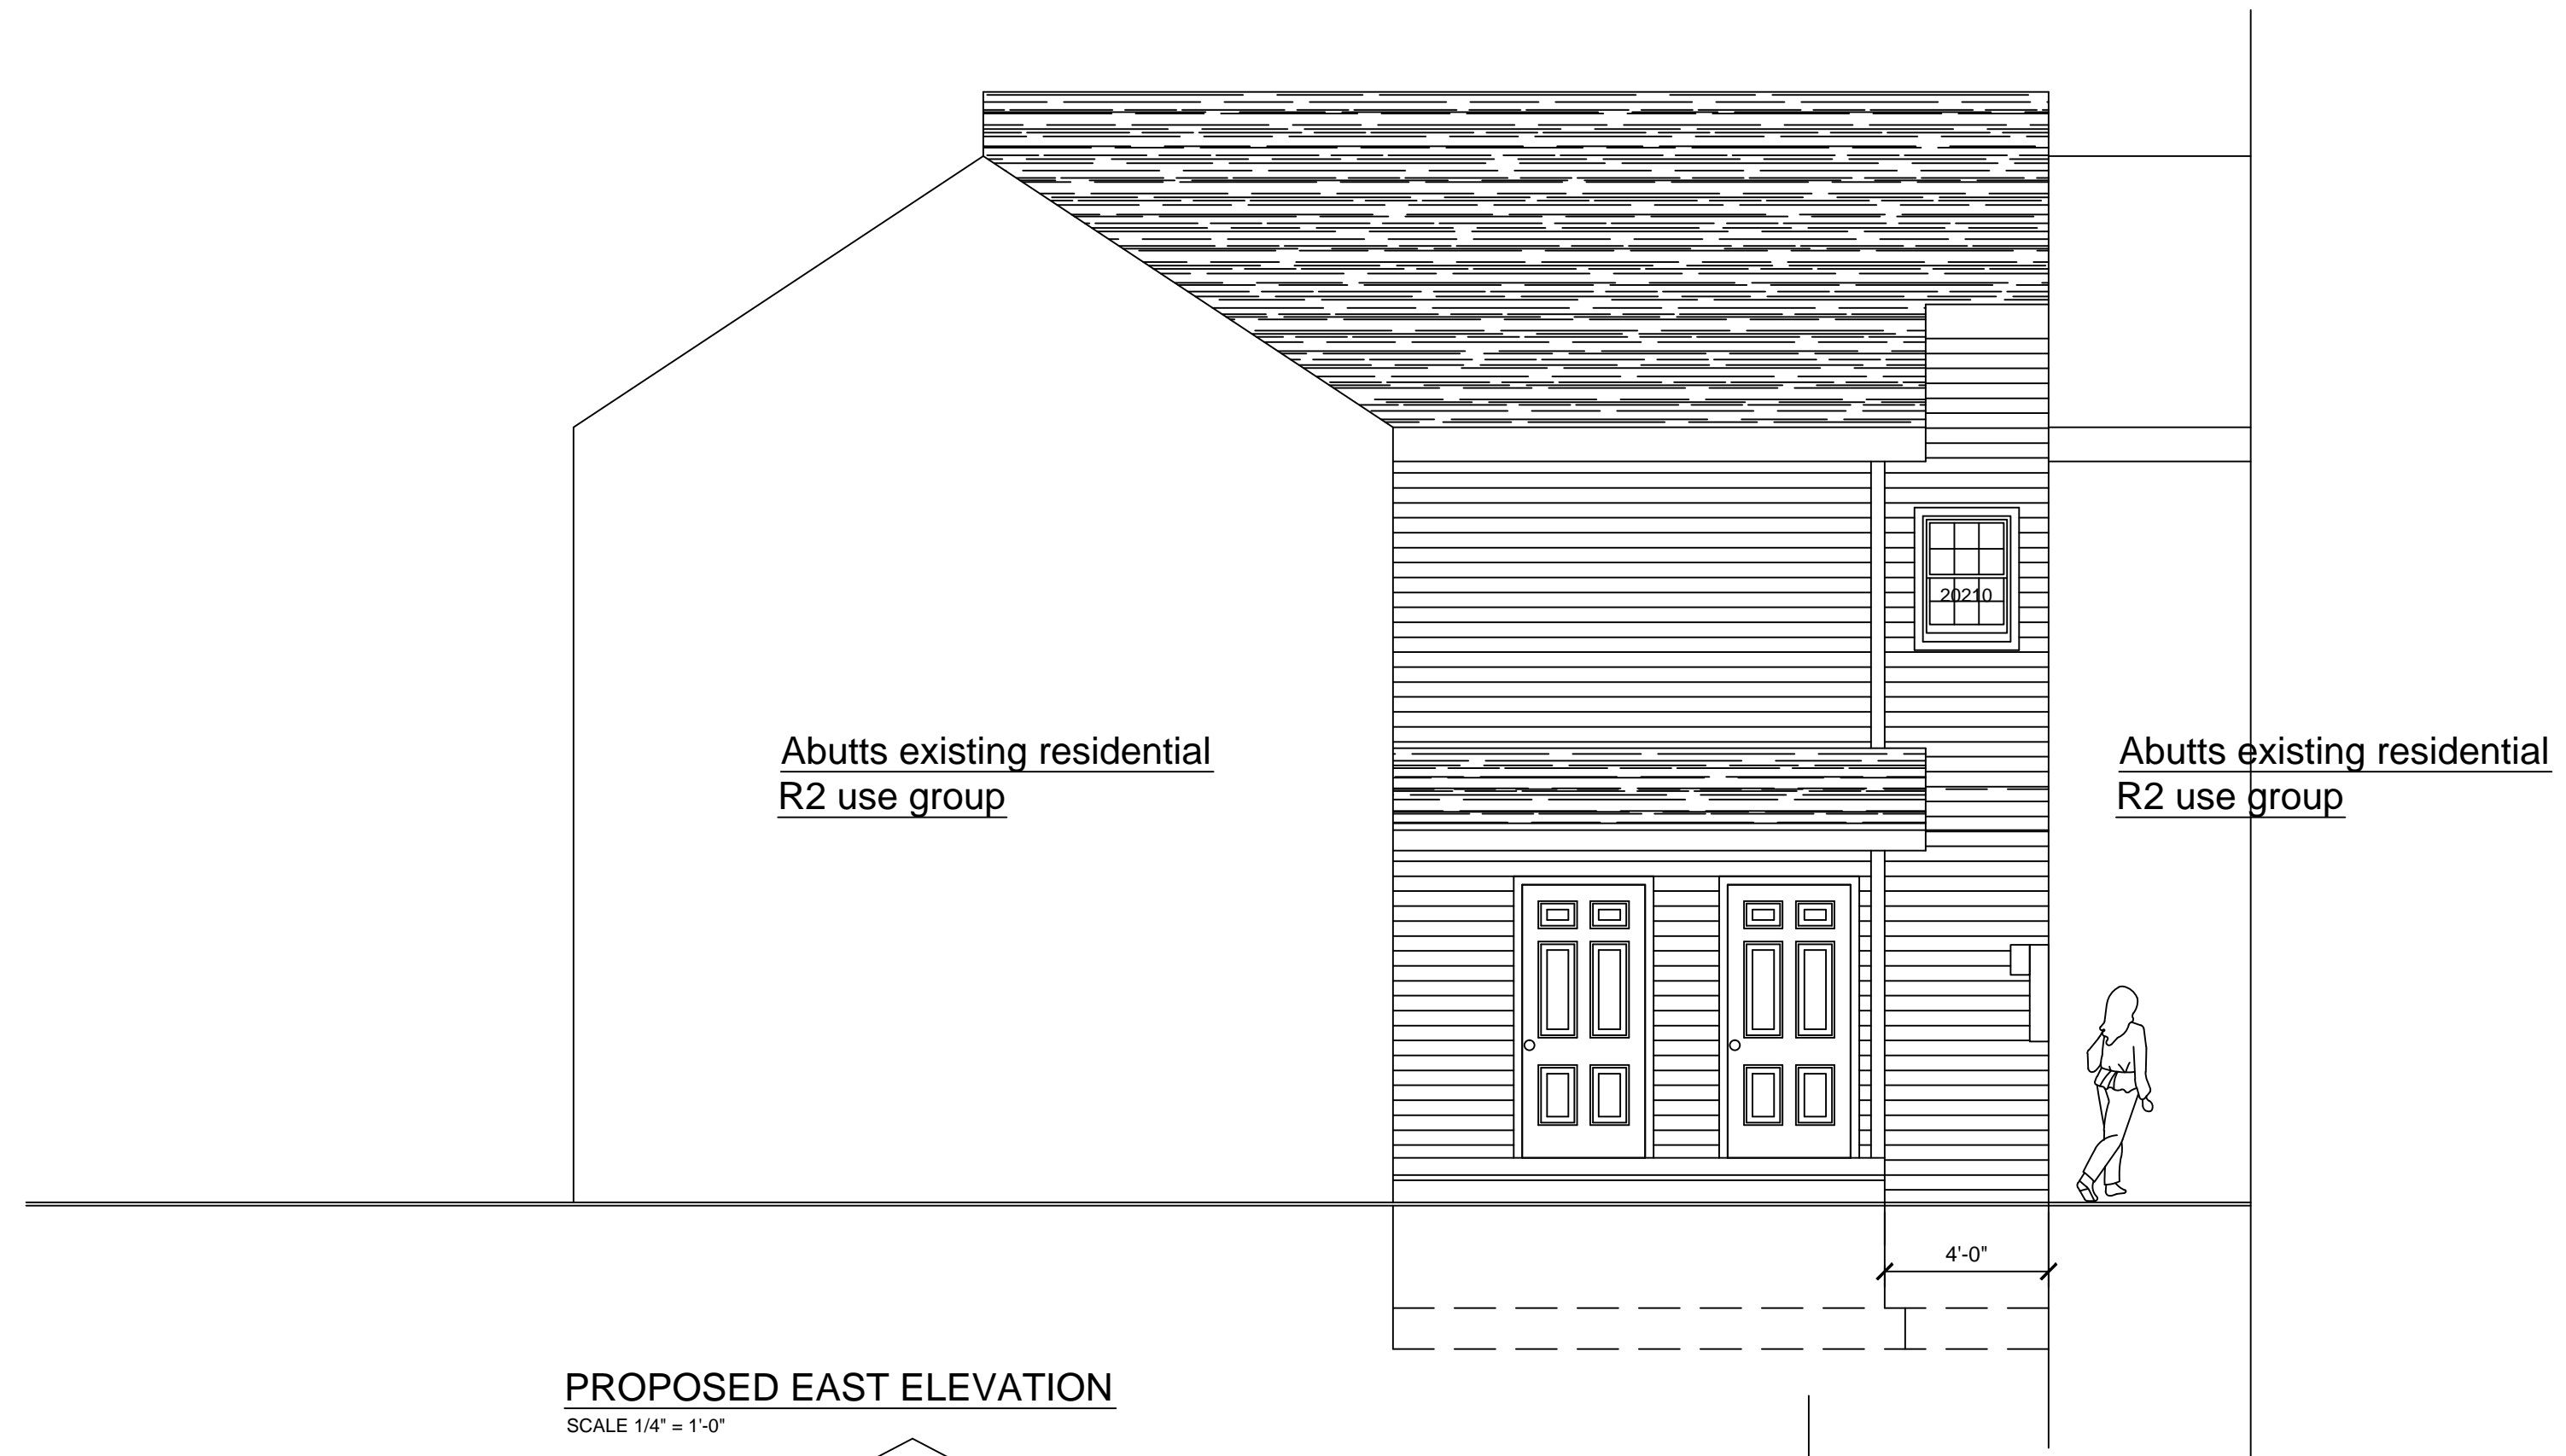 20210
Abutts existing residential
R2 use group
Abutts existing residential
R2 use group
4'-0"
PROPOSED EAST ELEVATION
SCALE 1/4" = 1'-0"